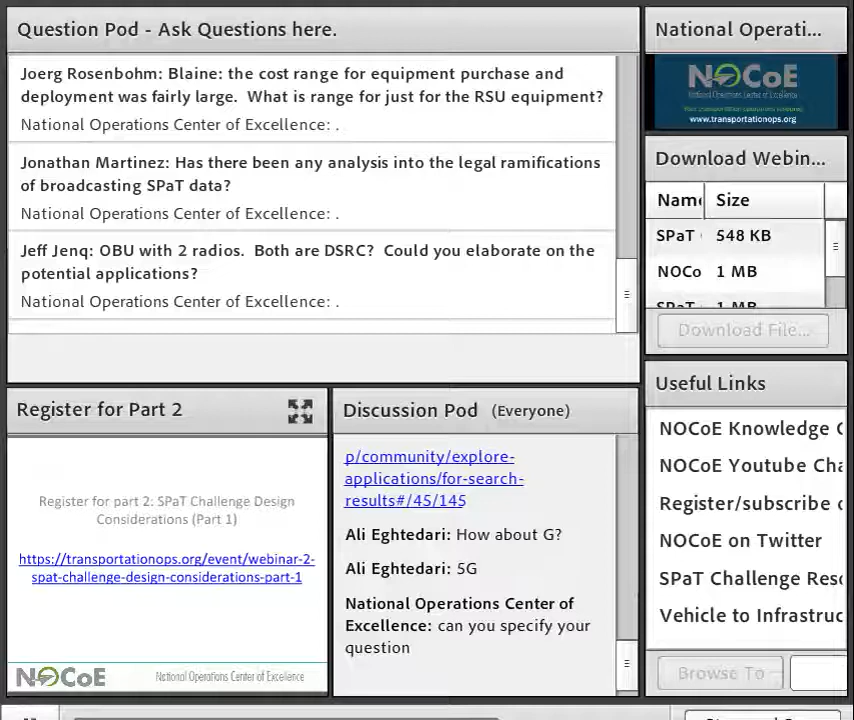 Question Pod - Ask Questions here.
Joerg Rosenbohm: Blaine: the cost range for equipment purchase and
deployment was fairly large.  What is range for just for the RSU equipment?
National Operations Center of Excellence: .
Jonathan Martinez: Has there been any analysis into the legal ramifications
of broadcasting SPaT data?
National Operations Center of Excellence: .
Jeff Jenq: OBU with 2 radios.  Both are DSRC?  Could you elaborate on the
potential applications?
National Operations Center of Excellence: .
National Operati...
NOCoE
National Operations Center of Excellence
www.transportationops.org
Download Webin...
Name Size
SPaT 548 KB
NOCo 1 MB
SPaT 1 MB
Download File...
Register for Part 2
Register for part 2: SPaT Challenge Design
Considerations (Part 1)
https://transportationops.org/event/webinar-2-
spat-challenge-design-considerations-part-1
NOCoE National Operations Center of Excellence
Discussion Pod (Everyone)
p/community/explore-
applications/for-search-
results#/45/145
Ali Eghtedari: How about G?
Ali Eghtedari: 5G
National Operations Center of
Excellence: can you specify your
question
Useful Links
NOCoE Knowledge C
NOCoE Youtube Cha
Register/subscribe
NOCoE on Twitter
SPaT Challenge Reso
Vehicle to Infrastruc
Browse To